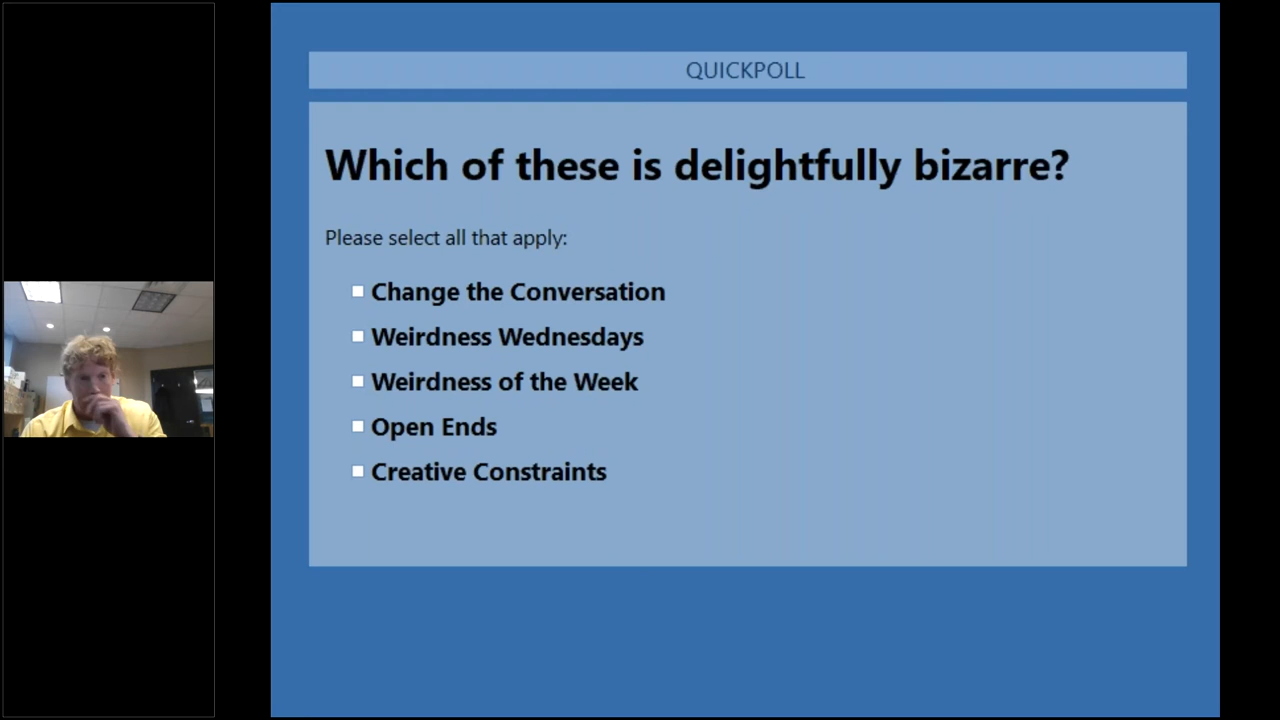 QUICKPOLL
Which of these is delightfully bizarre?
Please select all that apply:
Change the Conversation
Weirdness Wednesdays
Weirdness of the Week
Open Ends
Creative Constraints